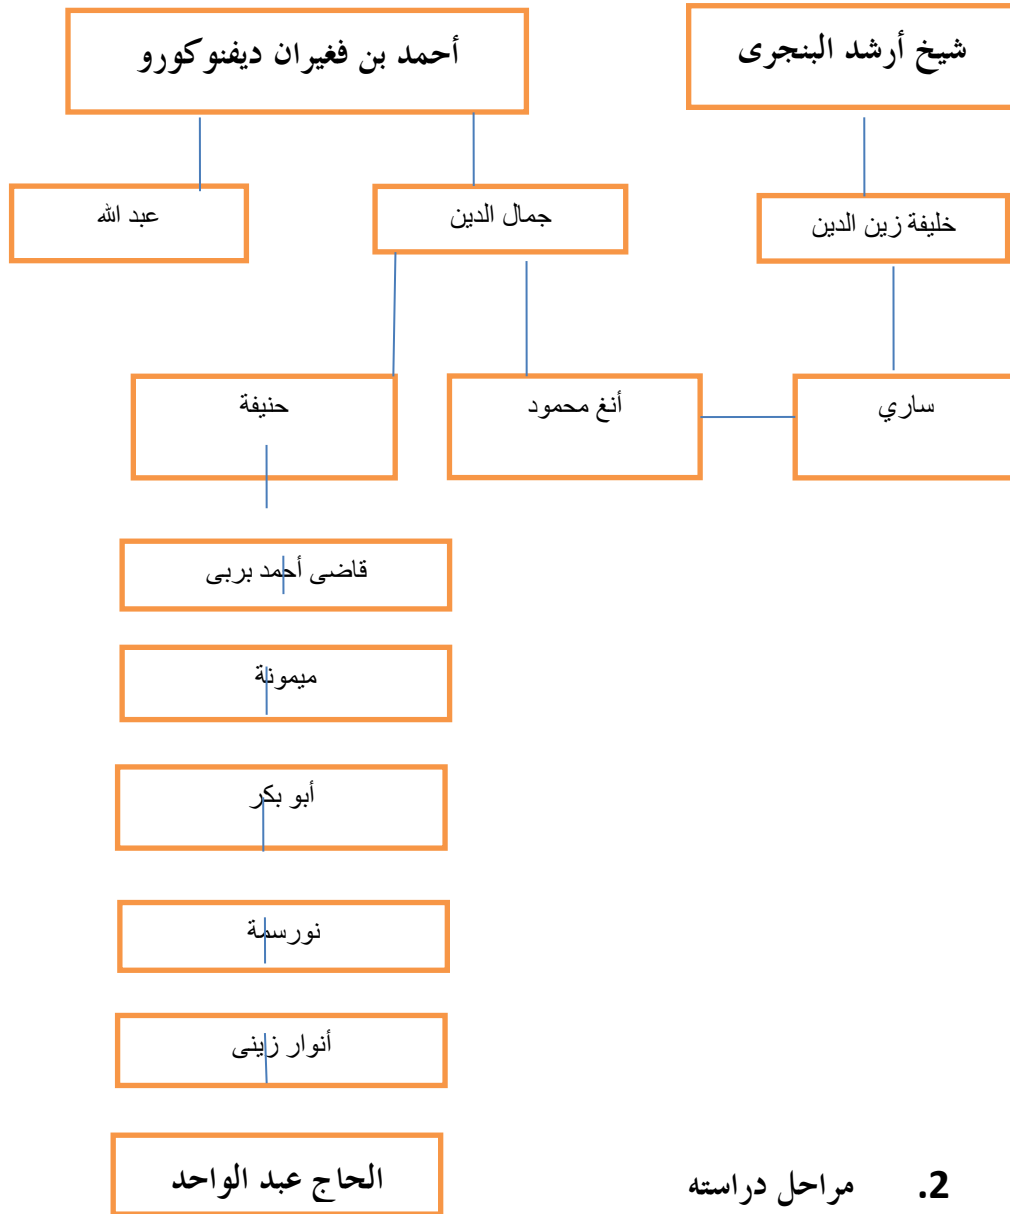 شيخ أرشد البنجرى
أحمد بن فغيران ديفنوكورو
خليفة زين الدين
جمال الدين
عبد الله
ساري
أنغ محمود
حنيفة
قاضى أحمد بربى
ميمونة
أبو بكر
نورسمة
أنوار زينى
الحاج عبد الواحد
2. مراحل دراسته